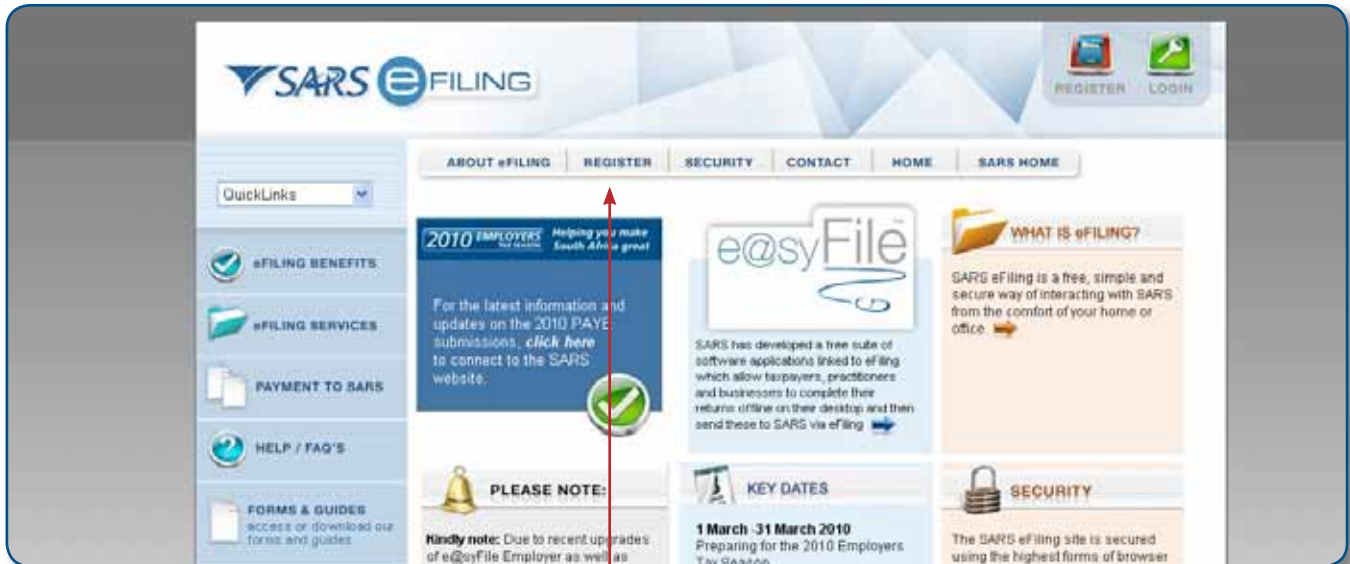 SARS eFILING
REGISTER
LOGIN
ABOUT eFILING
REGISTER
SECURITY
CONTACT
HOME
SARS HOME
QuickLinks
eFILING BENEFITS
eFILING SERVICES
PAYMENT TO SARS
HELP / FAQ'S
FORMS & GUIDES
access or download our
forms and guides
2010 EMPLOYERS
TAX SEASON
Helping you make
South Africa great
For the latest information and
updates on the 2010 PAYE
submissions, click here
to connect to the SARS
website.
e@syFile
TM
SARS has developed a free suite of
software applications linked to eFiling
which allow taxpayers, practitioners
and businesses to complete their
returns offline on their desktop and then
send these to SARS via eFiling
WHAT IS eFILING?
SARS eFiling is a free, simple and
secure way of interacting with SARS
from the comfort of your home or
office.
PLEASE NOTE:
Kindly note: Due to recent upgrades
of e@syFile Employer as well as
KEY DATES
1 March -31 March 2010
Preparing for the 2010 Employers
Tax Season
SECURITY
The SARS eFiling site is secured
using the highest forms of browser